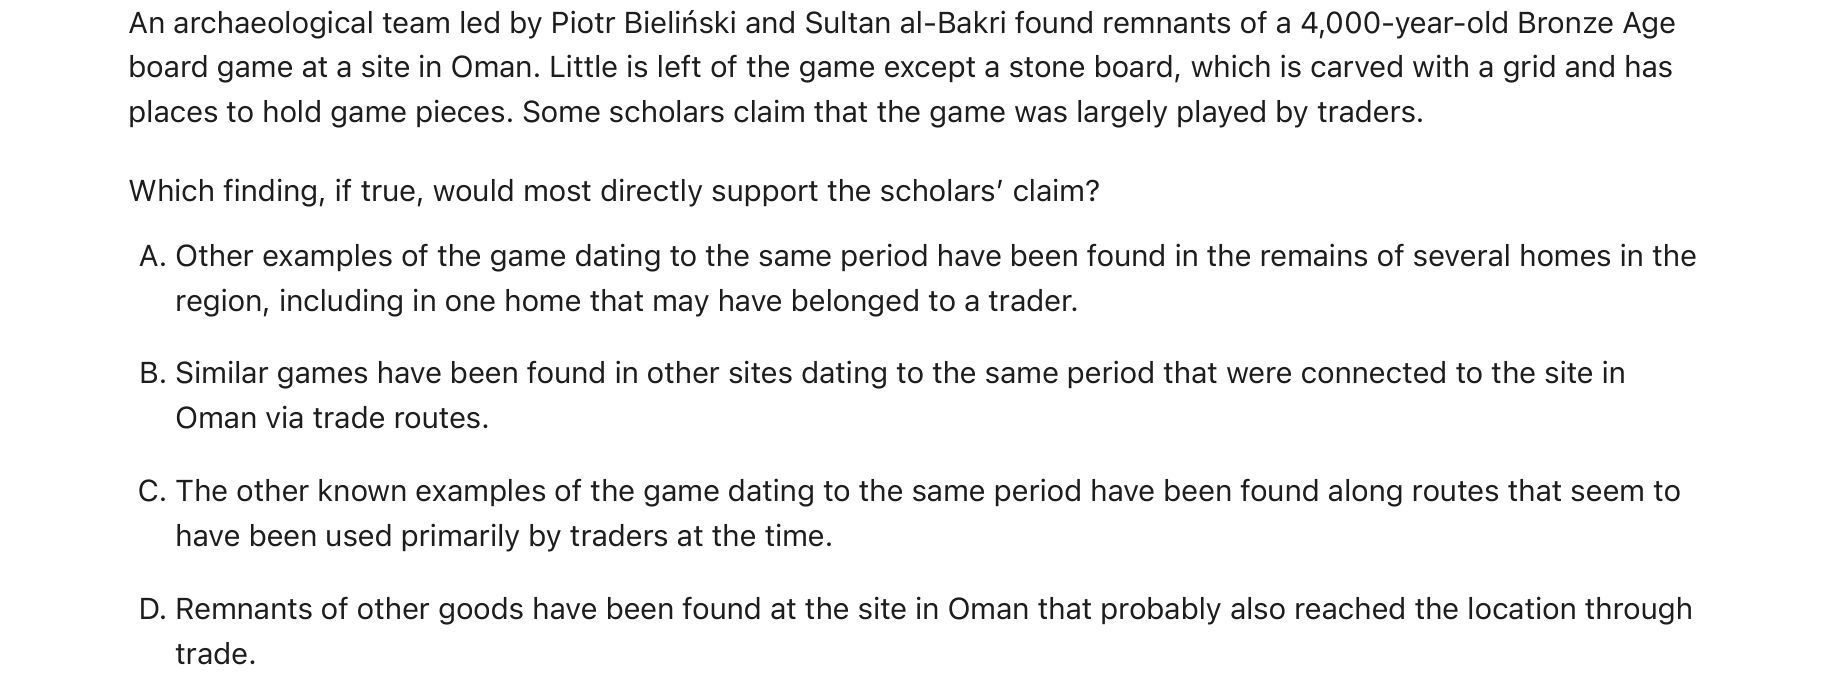 An archaeological team led by Piotr Bieliński and Sultan al-Bakri found remnants of a 4,000-year-old Bronze Age
board game at a site in Oman. Little is left of the game except a stone board, which is carved with a grid and has
places to hold game pieces. Some scholars claim that the game was largely played by traders.
Which finding, if true, would most directly support the scholars’ claim?
A. Other examples of the game dating to the same period have been found in the remains of several homes in the
region, including in one home that may have belonged to a trader.
B. Similar games have been found in other sites dating to the same period that were connected to the site in
Oman via trade routes.
C. The other known examples of the game dating to the same period have been found along routes that seem to
have been used primarily by traders at the time.
D. Remnants of other goods have been found at the site in Oman that probably also reached the location through
trade.